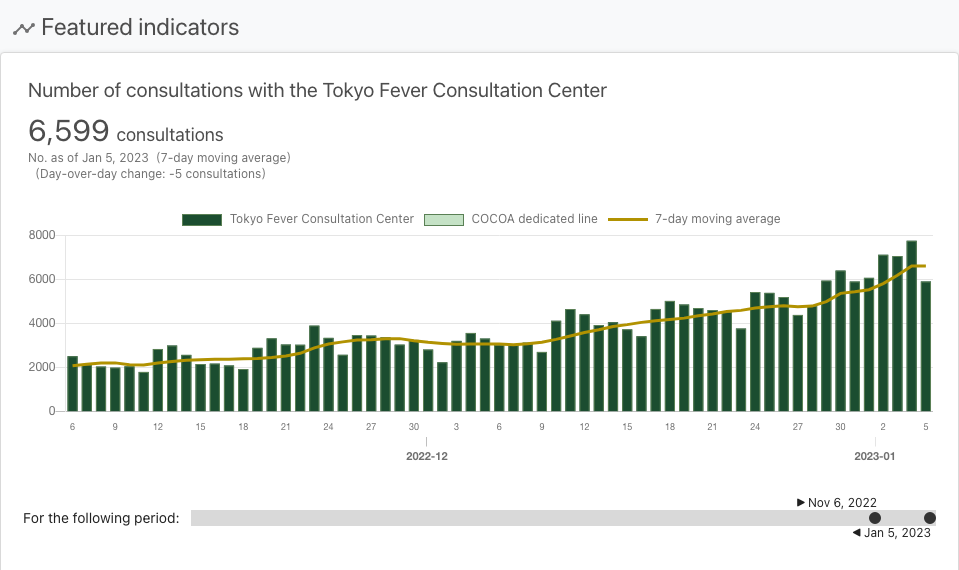 Featured indicators
Number of consultations with the Tokyo Fever Consultation Center
6,599 consultations
No. as of Jan 5, 2023 (7-day moving average)
(Day-over-day change: -5 consultations)
Tokyo Fever Consultation Center COCOA dedicated line 7-day moving average
8000
6000
4000
2000
0
6 9 12 15 18 21 24 27 30 3 6 9 12 15 18 21 24 27 30 2 5
2022-12 2023-01
▶ Nov 6, 2022
For the following period:
◀ Jan 5, 2023